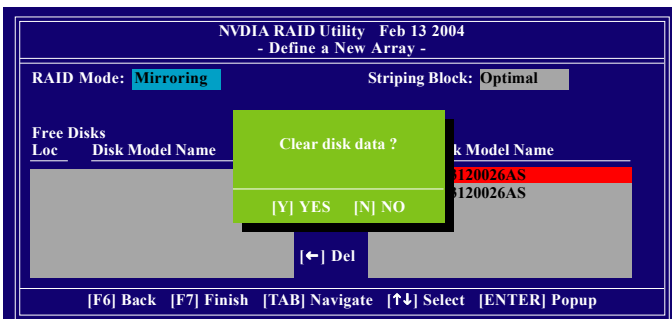 NVDIA RAID Utility Feb 13 2004
- Define a New Array -
RAID Mode: Mirroring Striping Block: Optimal
Free Disks
Loc Disk Model Name
Clear disk data ?
[Y] YES [N] NO
k Model Name
3120026AS
3120026AS
[←] Del
[F6] Back [F7] Finish [TAB] Navigate [↑↓] Select [ENTER] Popup